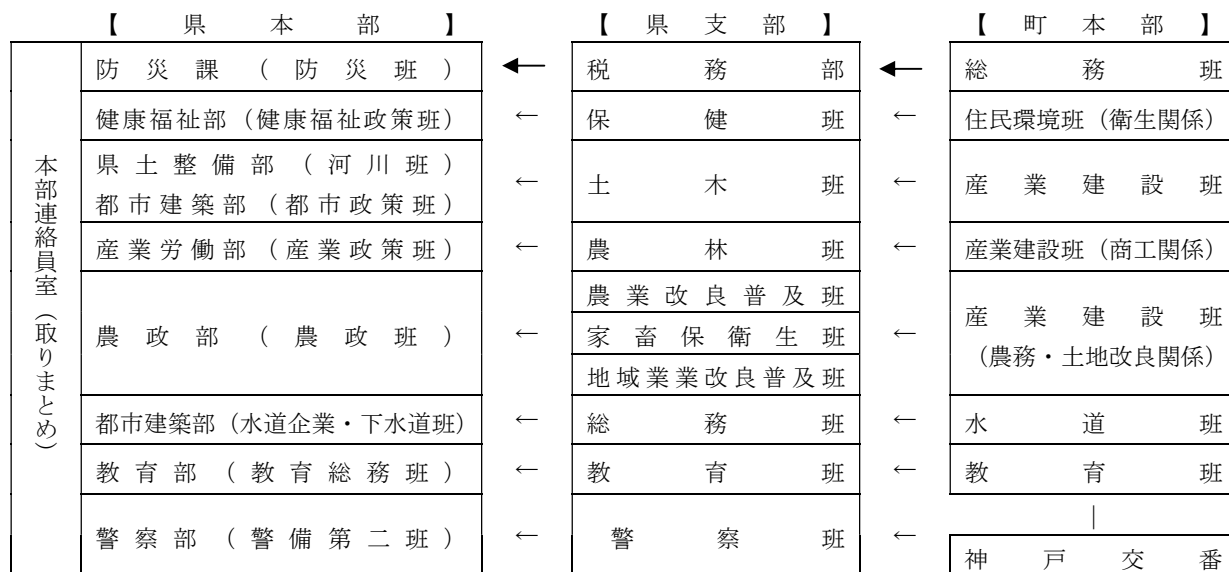 【 県 本 部 】 【 県 支 部 】 【 町 本 部 】
本部連絡員室（取りまとめ）
防災課（防災班） ← 税務部 ← 総務班
健康福祉部（健康福祉政策班） ← 保健班 ← 住民環境班（衛生関係）
県土整備部（河川班）
都市建築部（都市政策班） ← 土木班 ← 産業建設班
産業労働部（産業政策班） ← 農林班 ← 産業建設班（商工関係）
農業改良普及班
農政部（農政班） ← 家畜保衛生班 ← 産業建設班
（農務・土地改良関係）
地域業業改良普及班
都市建築部（水道企業・下水道班） ← 総務班 ← 水道班
教育部（教育総務班） ← 教育班 ← 教育班
｜
警察部（警備第二班） ← 警察班 ← 神戸交番